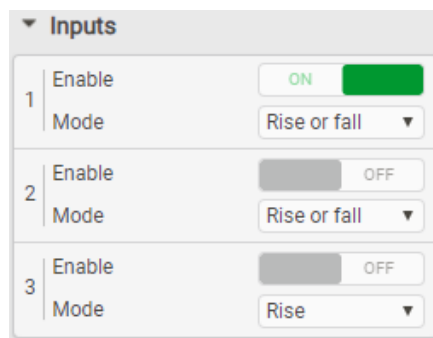 Inputs
1
Enable ON
Mode Rise or fall
2
Enable OFF
Mode Rise or fall
3
Enable OFF
Mode Rise